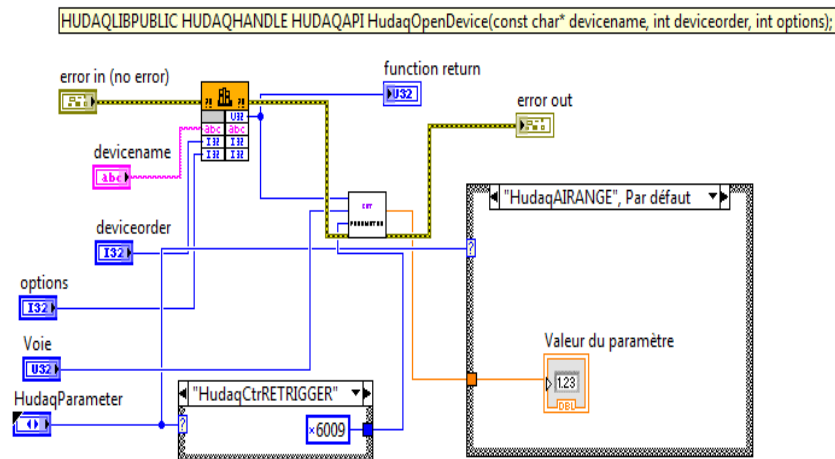 HUDAQLIBPUBLIC HUDAQHANDLE HUDAQAPI HudaqOpenDevice(const char* devicename, int deviceorder, int options);
error in (no error)
function return
U32
error out
?! ?!
U32
abc abc
I32 I32
I32 I32
devicename
abc
"HudaqAIRANGE", Par défaut
PARAMETER
deviceorder
I32
?
options
I32
Voie
U32
Valeur du paramètre
1.23
DBL
HudaqParameter
"HudaqCtrRETRIGGER"
?
×6009